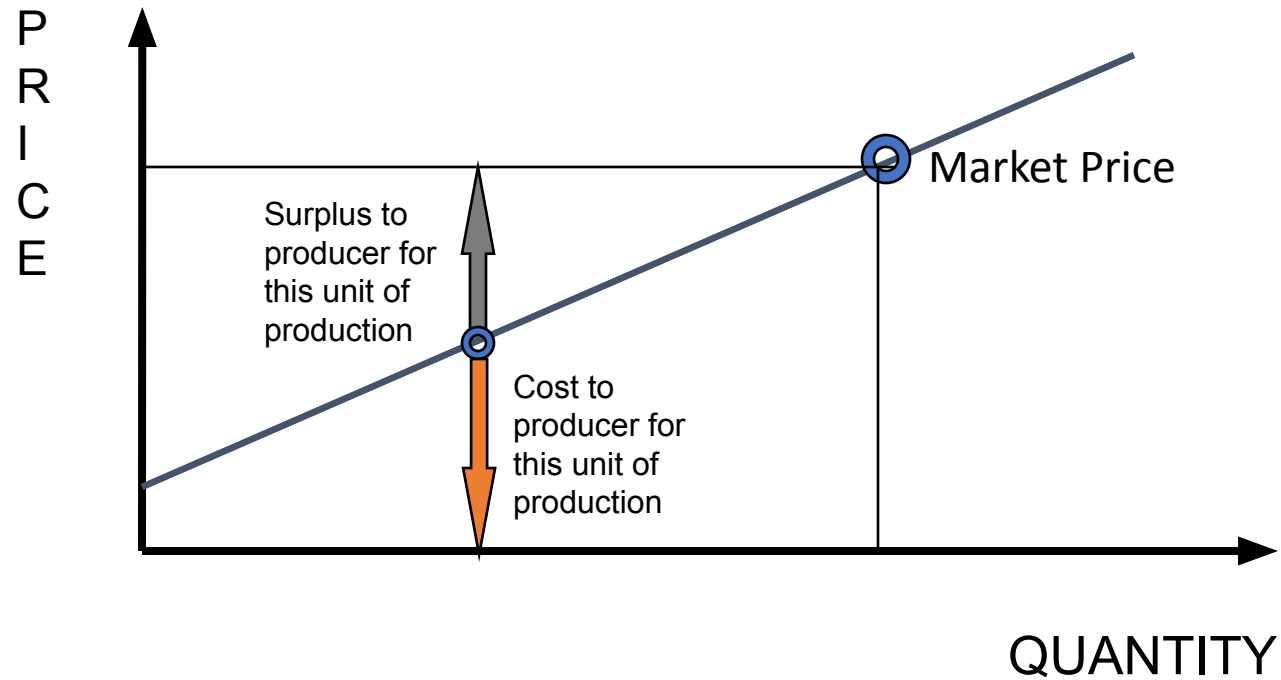 P
R
I
C
E
Market Price
Surplus to
producer for
this unit of
production
Cost to
producer for
this unit of
production
QUANTITY